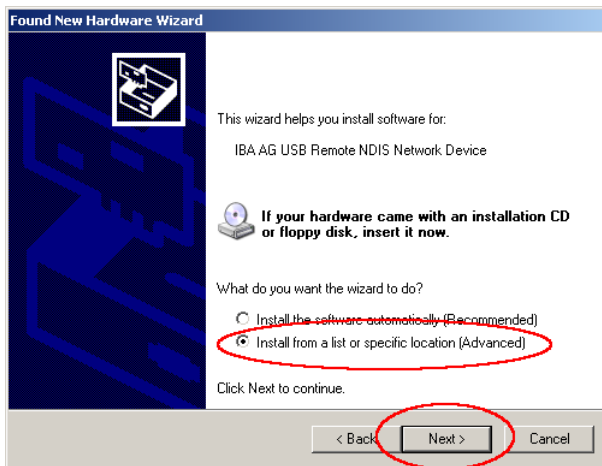 Found New Hardware Wizard
This wizard helps you install software for:
IBA AG USB Remote NDIS Network Device
If your hardware came with an installation CD
or floppy disk, insert it now.
What do you want the wizard to do?
Install the software automatically (Recommended)
Install from a list or specific location (Advanced)
Click Next to continue.
< Back Next > Cancel